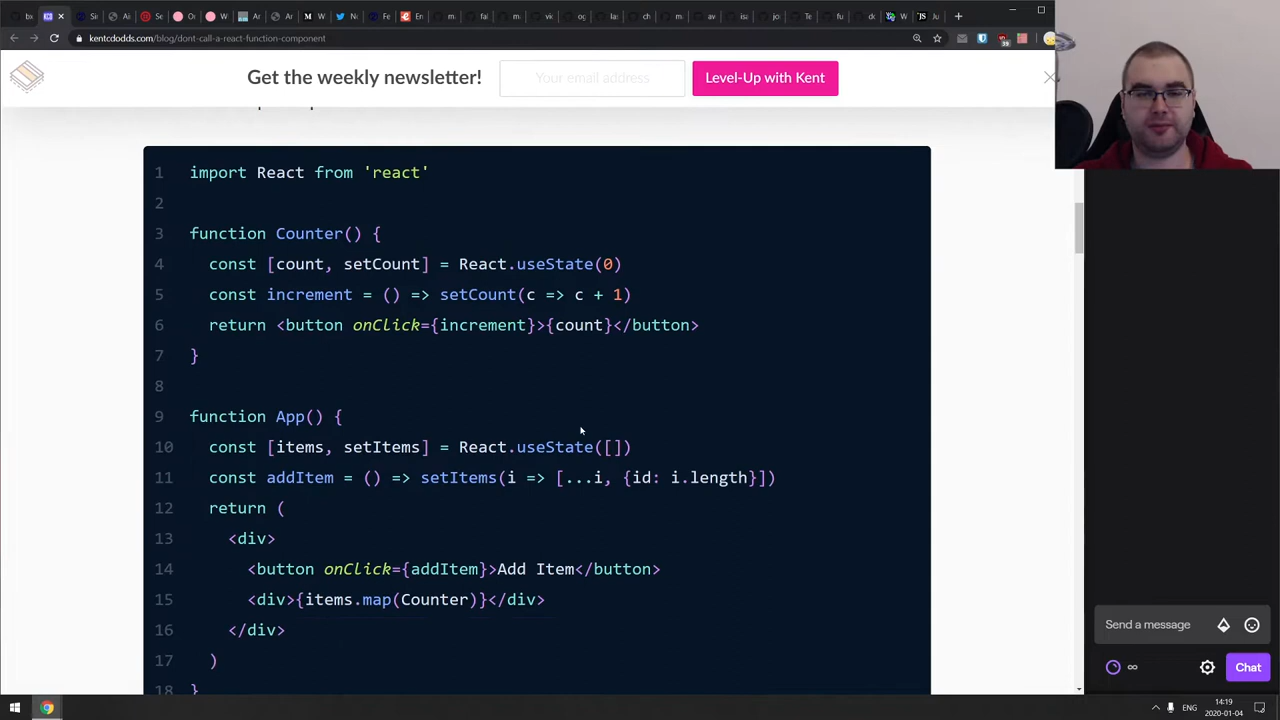 kentcdodds.com/blog/dont-call-a-react-function-component
Get the weekly newsletter!
Your email address
Level-Up with Kent
1 import React from 'react'
2
3 function Counter() {
4 const [count, setCount] = React.useState(0)
5 const increment = () => setCount(c => c + 1)
6 return <button onClick={increment}>{count}</button>
7 }
8
9 function App() {
10 const [items, setItems] = React.useState([])
11 const addItem = () => setItems(i => [...i, {id: i.length}])
12 return (
13 <div>
14 <button onClick={addItem}>Add Item</button>
15 <div>{items.map(Counter)}</div>
16 </div>
17 )
18 }
Send a message
∞
Chat
ENG
14:19
2020-01-04